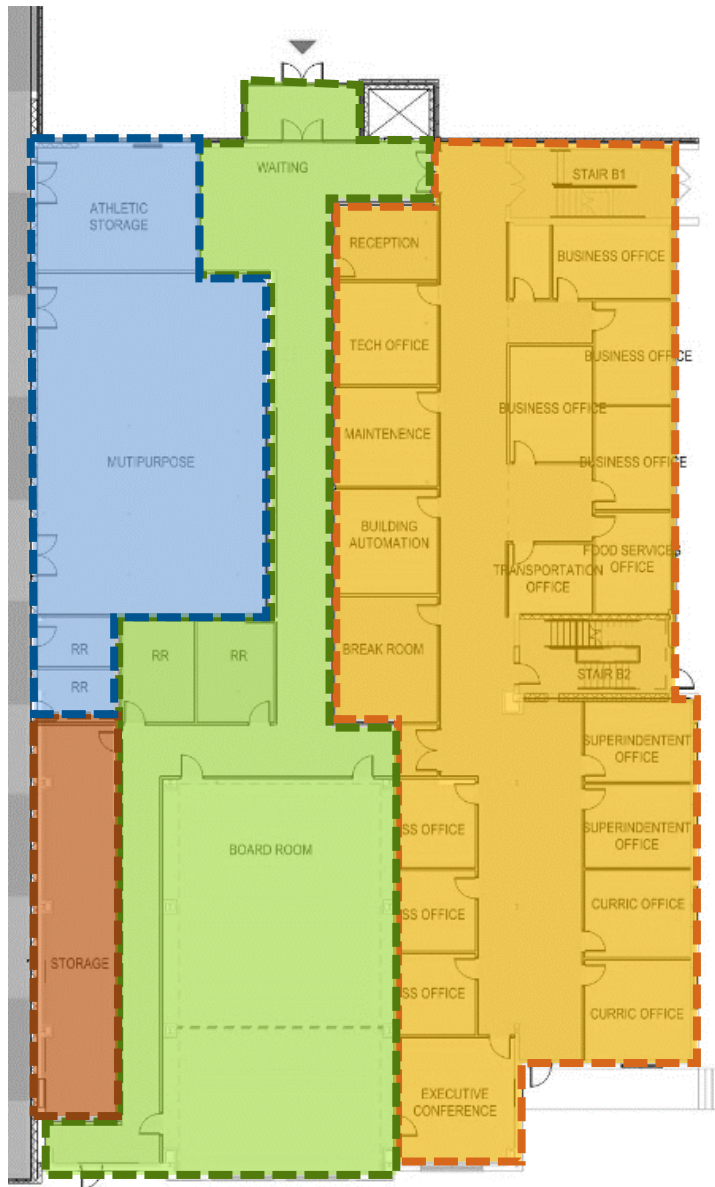 WAITING
STAIR B1
ATHLETIC
STORAGE
RECEPTION
BUSINESS OFFICE
TECH OFFICE
BUSINESS OFFICE
BUSINESS OFFICE
MAINTENENCE
MUTIPURPOSE
BUSINESS OFFICE
BUILDING
AUTOMATION
FOOD SERVICES
OFFICE
TRANSPORTATION
OFFICE
RR
RR
RR
BREAK ROOM
RR
STAIR B2
SUPERINDENTENT
OFFICE
SS OFFICE
BOARD ROOM
SUPERINDENTENT
OFFICE
SS OFFICE
CURRIC OFFICE
STORAGE
SS OFFICE
CURRIC OFFICE
EXECUTIVE
CONFERENCE